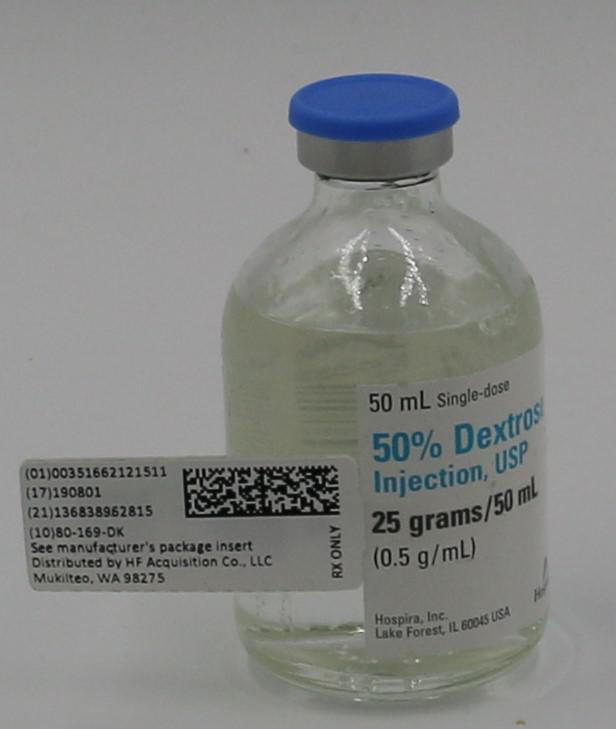 50 mL Single-dose
50% Dextros
Injection, USP
25 grams/50 mL
(0.5 g/mL)
Hospira, Inc.
Lake Forest, IL 60045 USA
(01)00351662121511
(17)190801
(21)136838962815
(10)80-169-DK
See manufacturer's package insert
Distributed by HF Acquisition Co., LLC
Mukilteo, WA 98275
RX ONLY